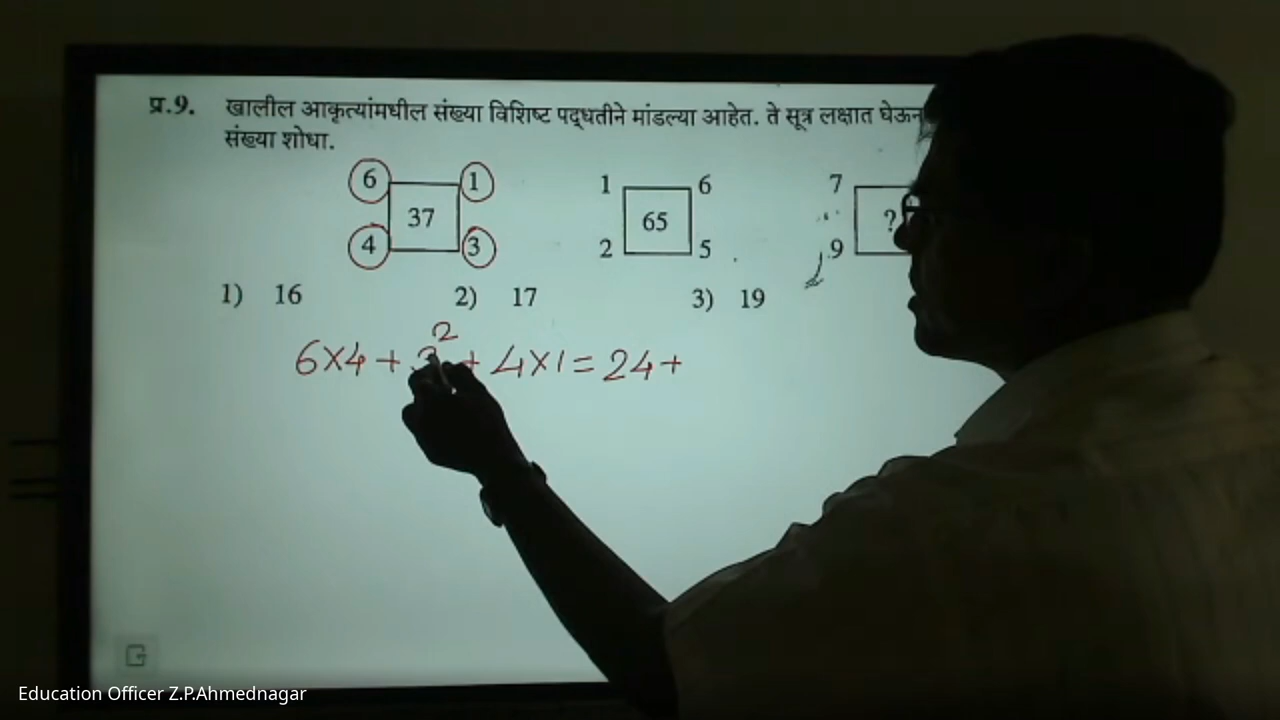 प्र.9. खालील आकृत्यांमधील संख्या विशिष्ट पद्धतीने मांडल्या आहेत. ते सूत्र लक्षात घेऊन
संख्या शोधा.
6 1 1 6 7
37 65 ?
4 3 2 5 9
1) 16 2) 17 3) 19
6×4 + 3² + 4×1 = 24 +
Education Officer Z.P.Ahmednagar